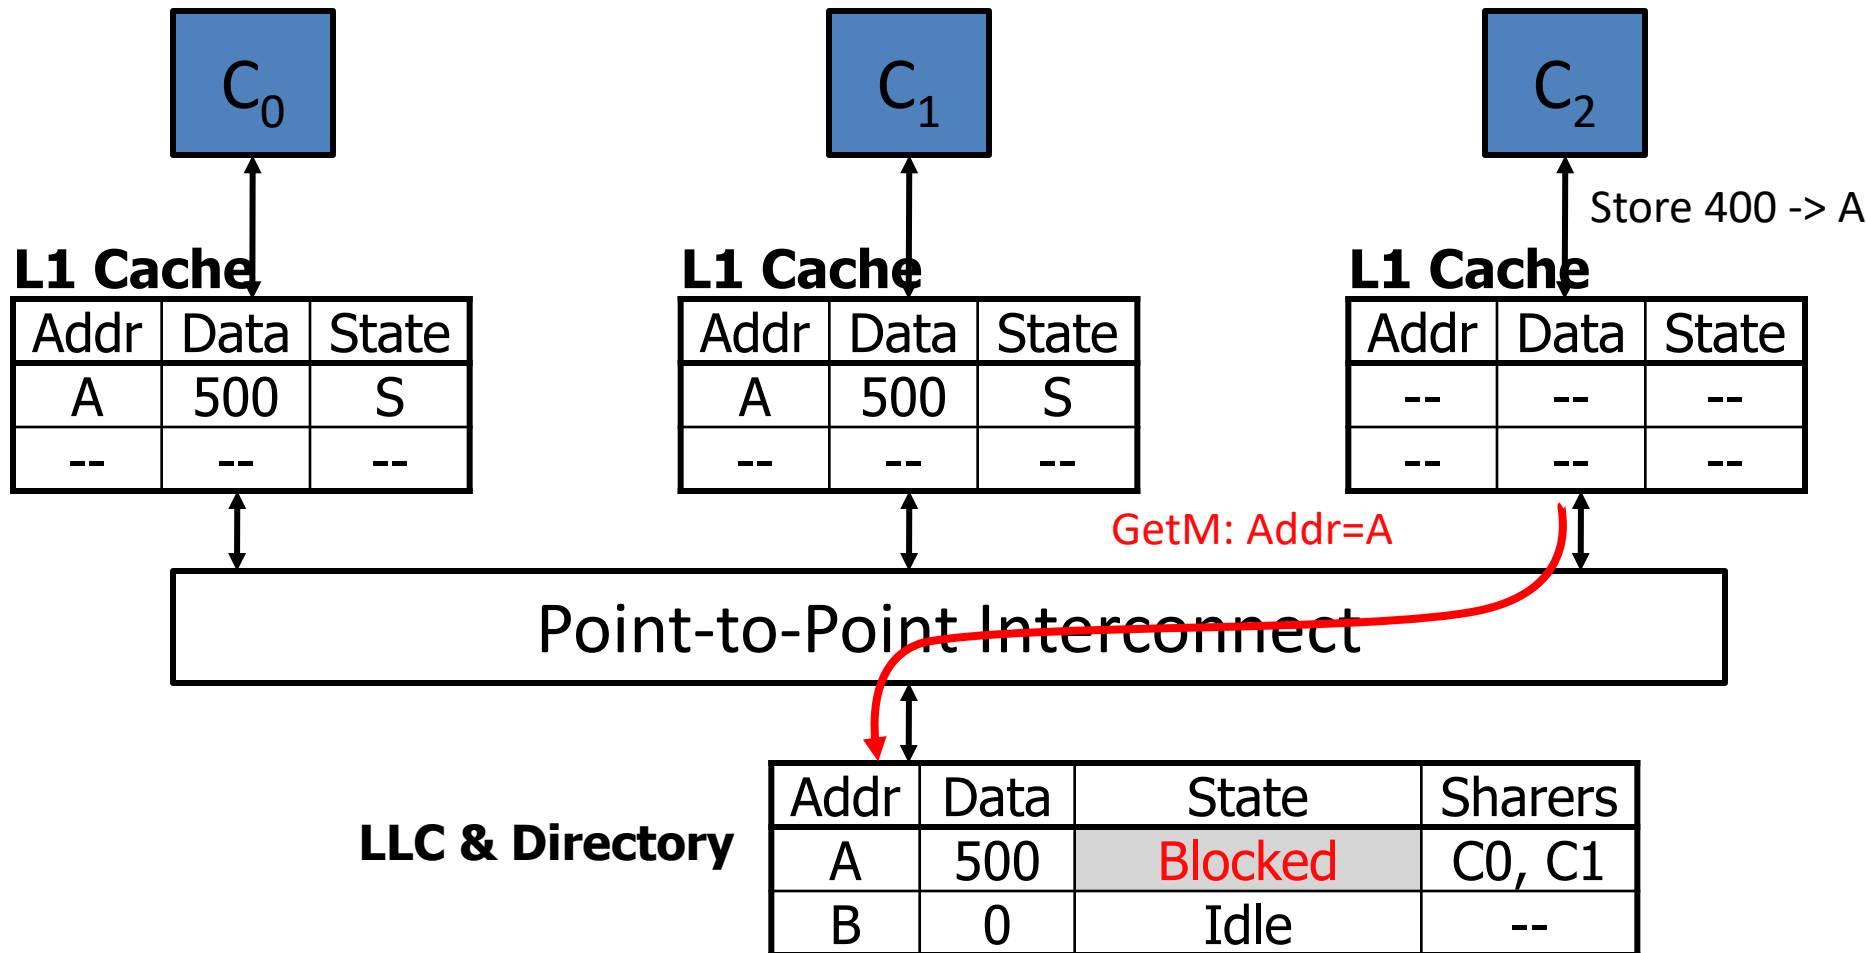 C0
C1
C2
Store 400 -> A
L1 Cache
L1 Cache
L1 Cache
Addr Data State
Addr Data State
Addr Data State
A 500 S
A 500 S
-- -- --
-- -- --
-- -- --
-- -- --
GetM: Addr=A
Point-to-Point Interconnect
LLC & Directory
Addr Data State Sharers
A 500 Blocked C0, C1
B 0 Idle --